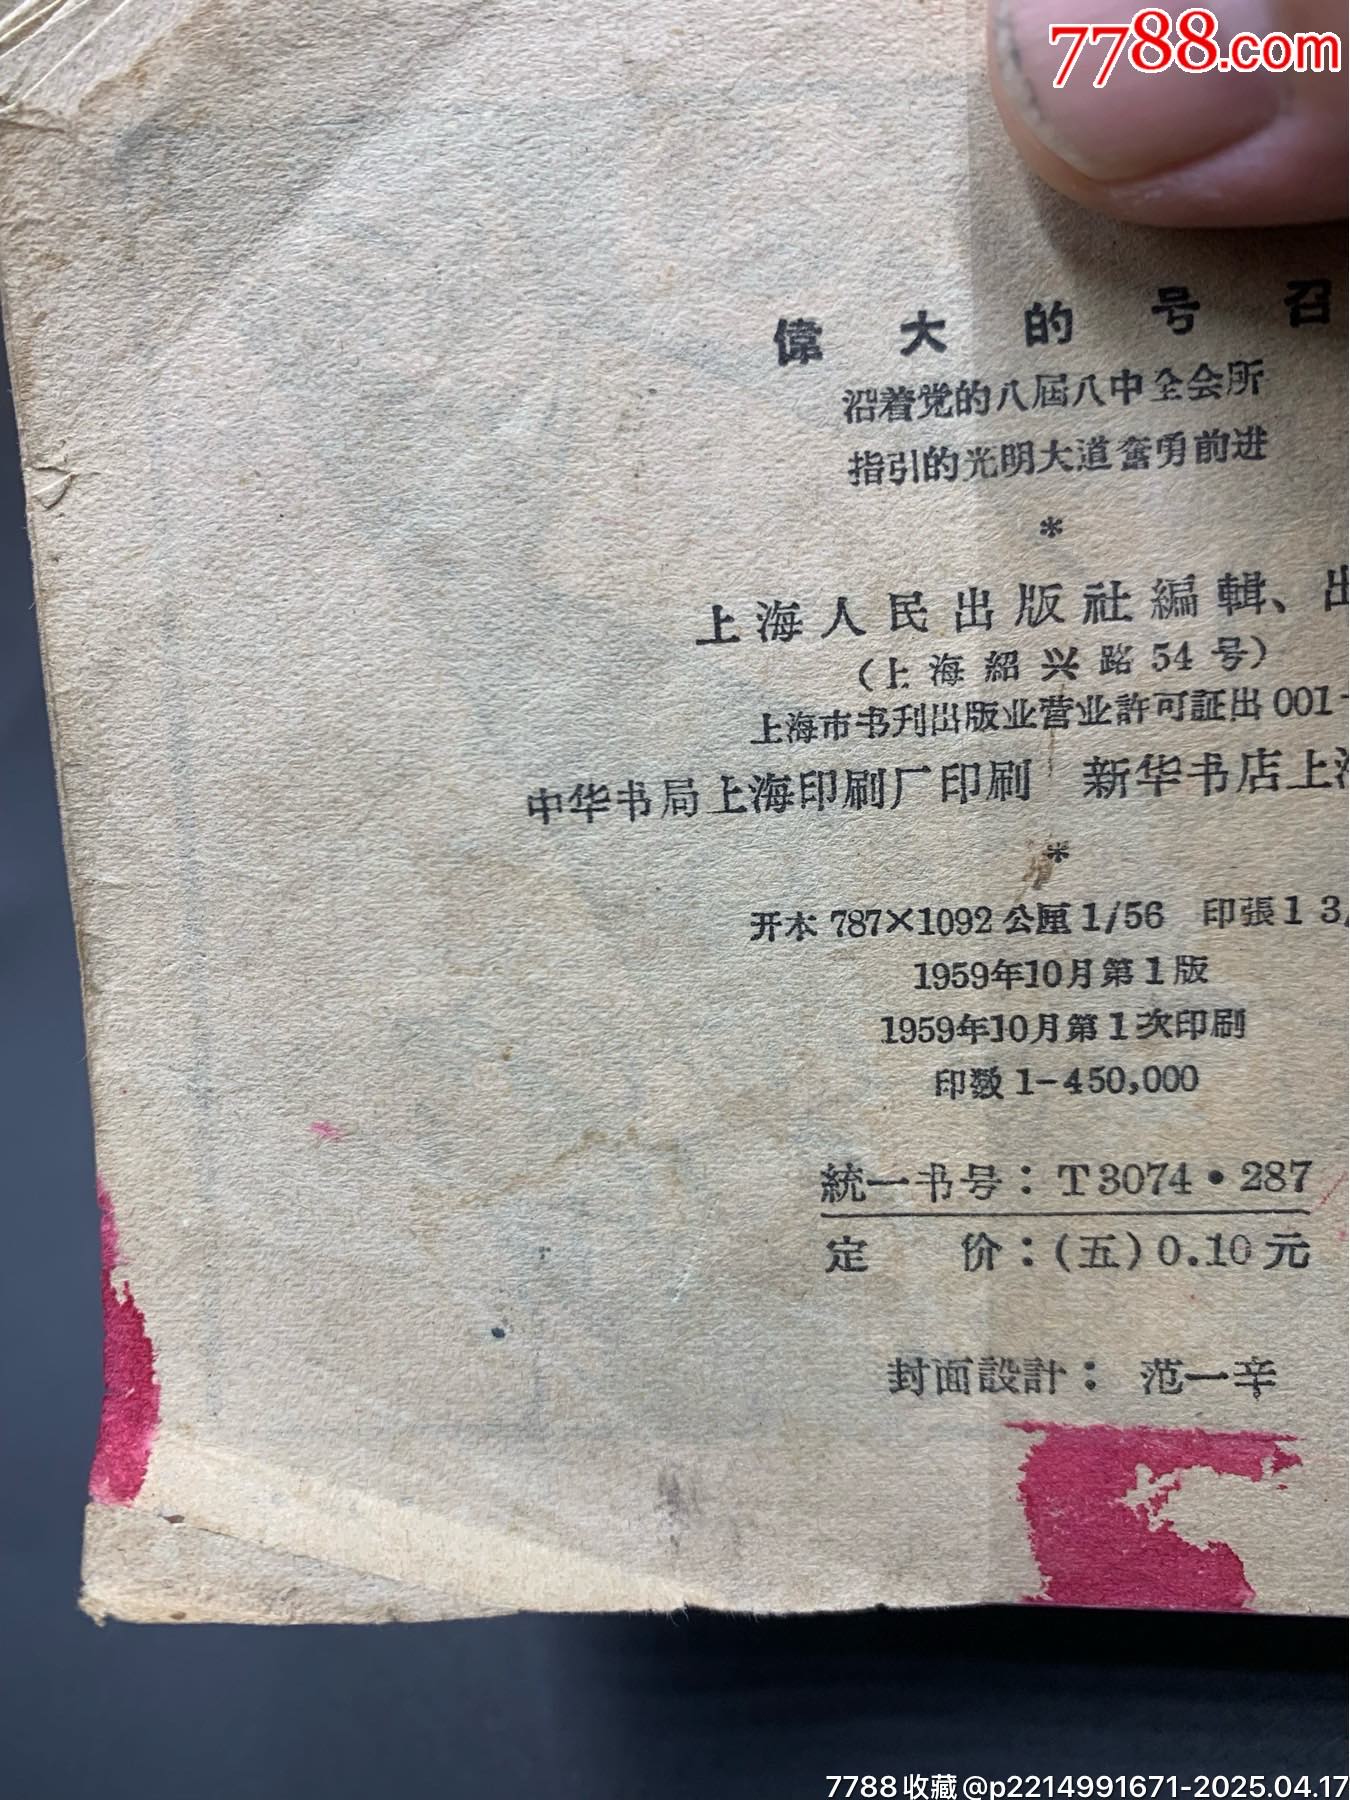 7788.com
偉大的号召
沿着党的八屆八中全会所
指引的光明大道奮勇前进
*
上海人民出版社編輯、出
(上海紹兴路54号)
上海市书刊出版业营业許可証出001-
中华书局上海印刷厂印刷 新华书店上海
*
开本 787×1092 公厘 1/56 印張 1 3/
1959年10月第1版
1959年10月第1次印刷
印数 1-450,000
統一书号：T3074·287
定 价：(五) 0.10 元
封面設計： 范一辛
7788收藏@p2214991671-2025.04.17